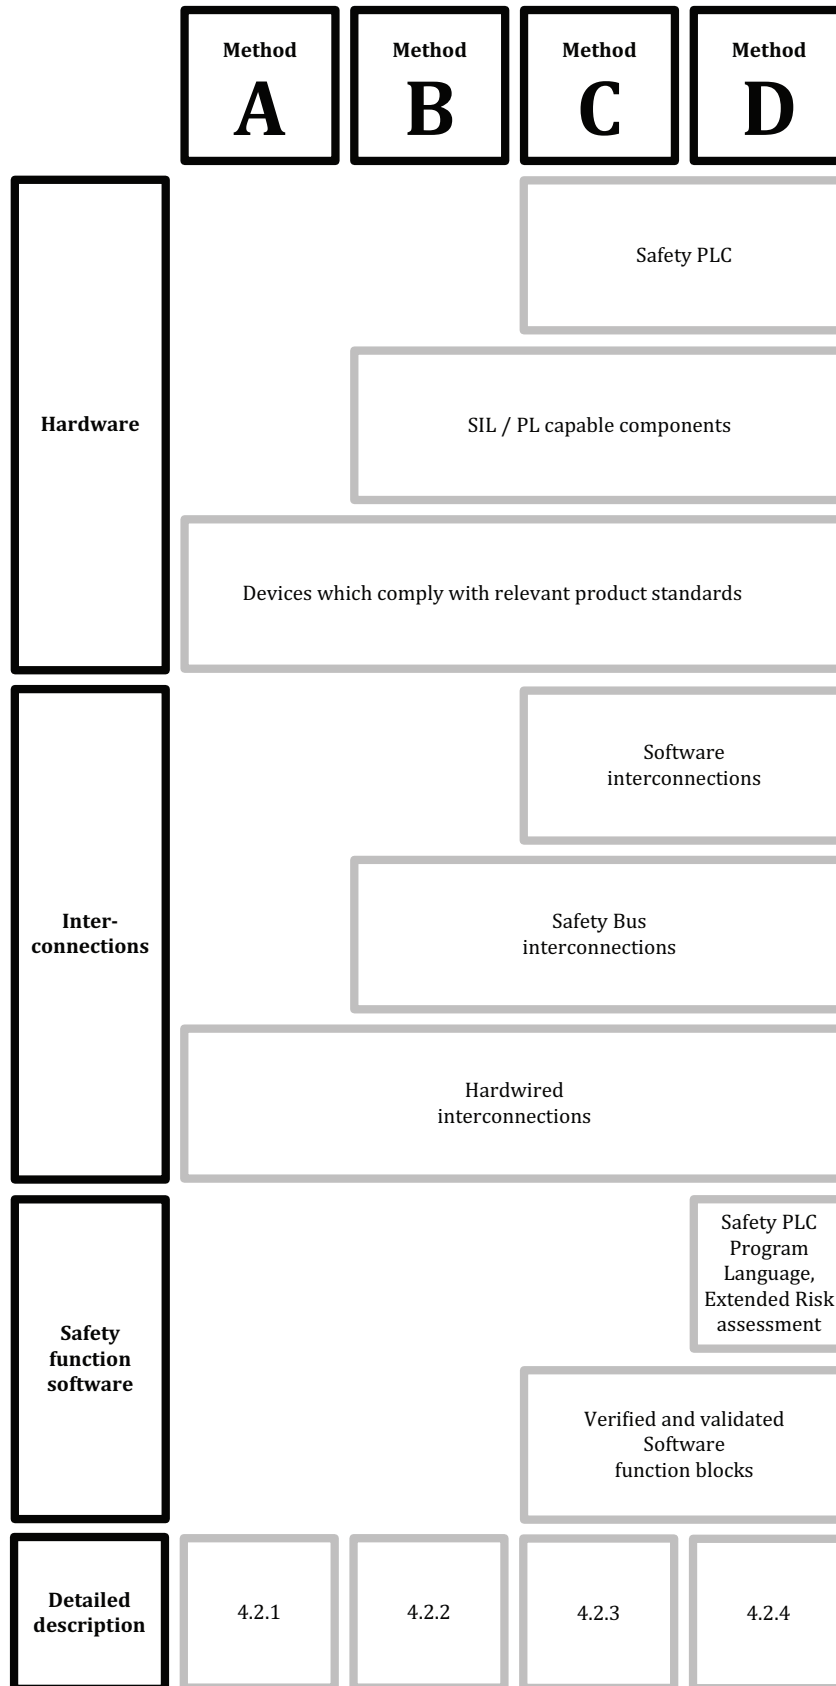 Method
A
Method
B
Method
C
Method
D
Hardware
Safety PLC
SIL / PL capable components
Devices which comply with relevant product standards
Inter-
connections
Software
interconnections
Safety Bus
interconnections
Hardwired
interconnections
Safety
function
software
Safety PLC
Program
Language,
Extended Risk
assessment
Verified and validated
Software
function blocks
Detailed
description
4.2.1
4.2.2
4.2.3
4.2.4